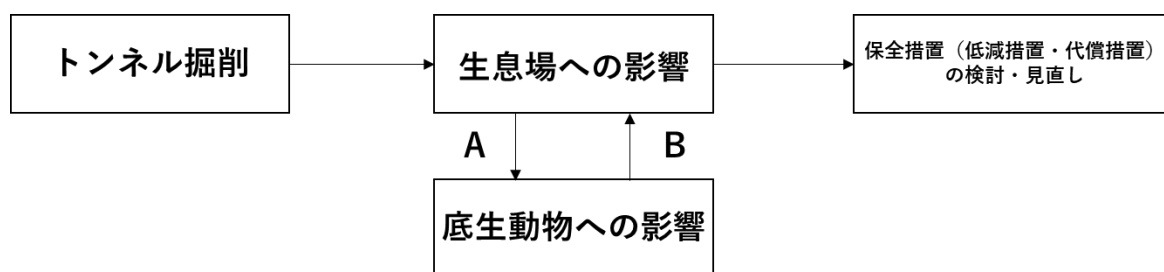 トンネル掘削
生息場への影響
保全措置（低減措置・代償措置）
の検討・見直し
A
B
底生動物への影響